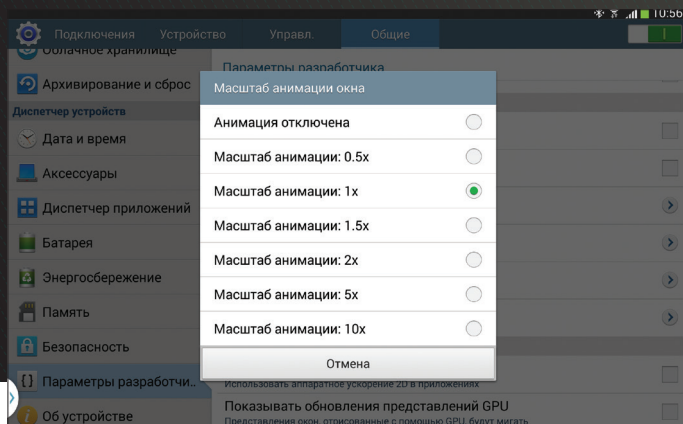 10:56
Подключения Устройство Управл. Общие
Облачное хранилище
Параметры разработчика
Архивирование и сброс
Масштаб анимации окна
Диспетчер устройств
Анимация отключена
Дата и время
Масштаб анимации: 0.5x
Аксессуары
Масштаб анимации: 1x
Диспетчер приложений
Масштаб анимации: 1.5x
Батарея
Масштаб анимации: 2x
Энергосбережение
Масштаб анимации: 5x
Память
Масштаб анимации: 10x
Безопасность
Отмена
Параметры разработчи..
Использовать аппаратное ускорение 2D в приложениях
Показывать обновления представлений GPU
Об устройстве
Представления окон, отрисованные с помощью GPU, будут мигать